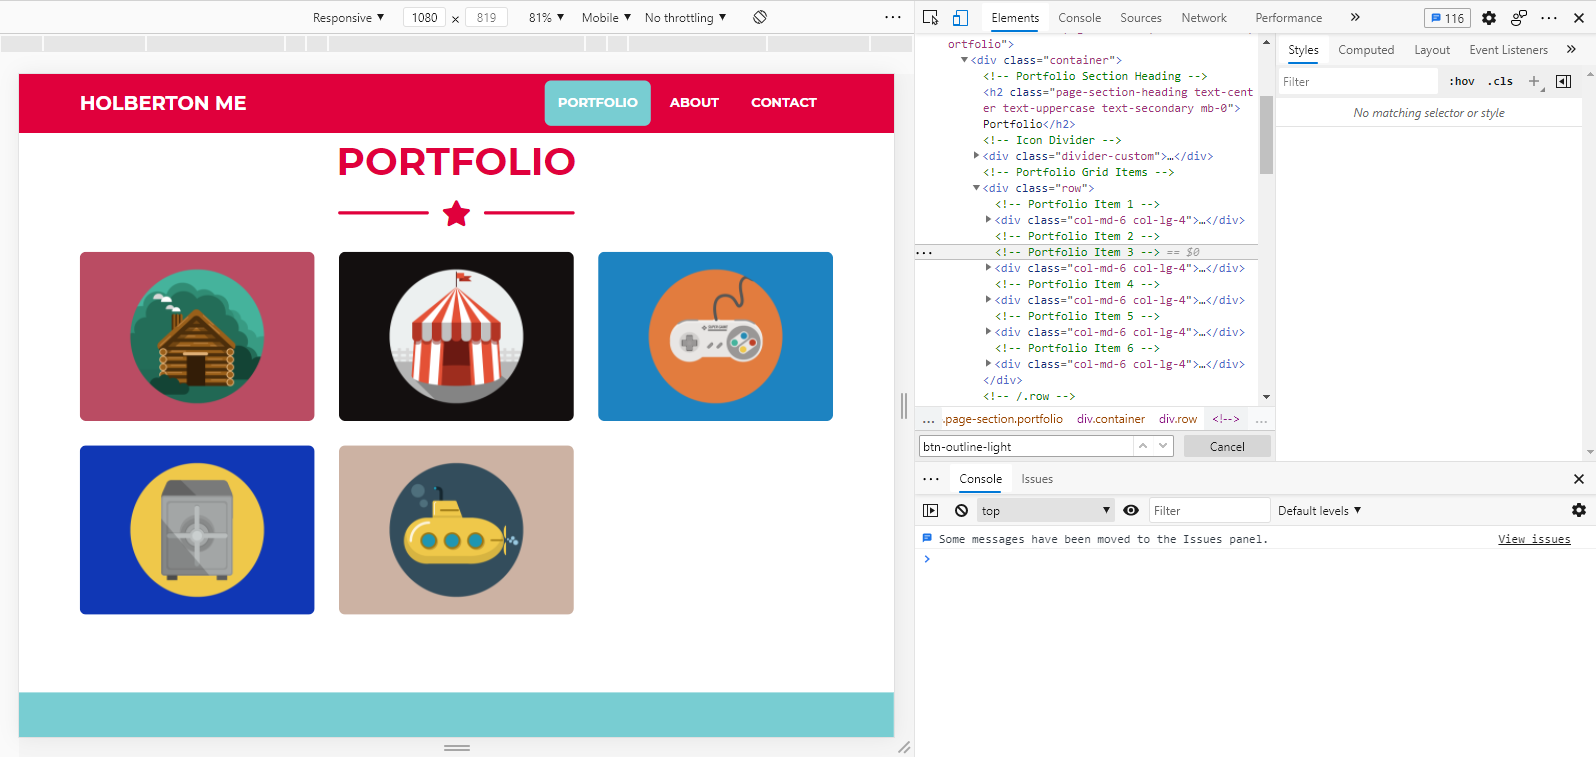 Responsive ▼ 1080 × 819 81% ▼ Mobile ▼ No throttling ▼ ...
HOLBERTON ME PORTFOLIO ABOUT CONTACT
PORTFOLIO
Elements Console Sources Network Performance » 116 ...
ortfolio">
▼<div class="container">
<!-- Portfolio Section Heading -->
<h2 class="page-section-heading text-cent
er text-uppercase text-secondary mb-0">
Portfolio</h2>
<!-- Icon Divider -->
▶<div class="divider-custom">…</div>
<!-- Portfolio Grid Items -->
▼<div class="row">
<!-- Portfolio Item 1 -->
▶<div class="col-md-6 col-lg-4">…</div>
<!-- Portfolio Item 2 -->
... <!-- Portfolio Item 3 --> == $0
▶<div class="col-md-6 col-lg-4">…</div>
<!-- Portfolio Item 4 -->
▶<div class="col-md-6 col-lg-4">…</div>
<!-- Portfolio Item 5 -->
▶<div class="col-md-6 col-lg-4">…</div>
<!-- Portfolio Item 6 -->
▶<div class="col-md-6 col-lg-4">…</div>
</div>
<!-- /.row -->
... .page-section.portfolio div.container div.row <!--> ...
btn-outline-light Cancel
Styles Computed Layout Event Listeners »
Filter :hov .cls +
No matching selector or style
... Console Issues
top ▼ Filter Default levels ▼
Some messages have been moved to the Issues panel. View issues
>